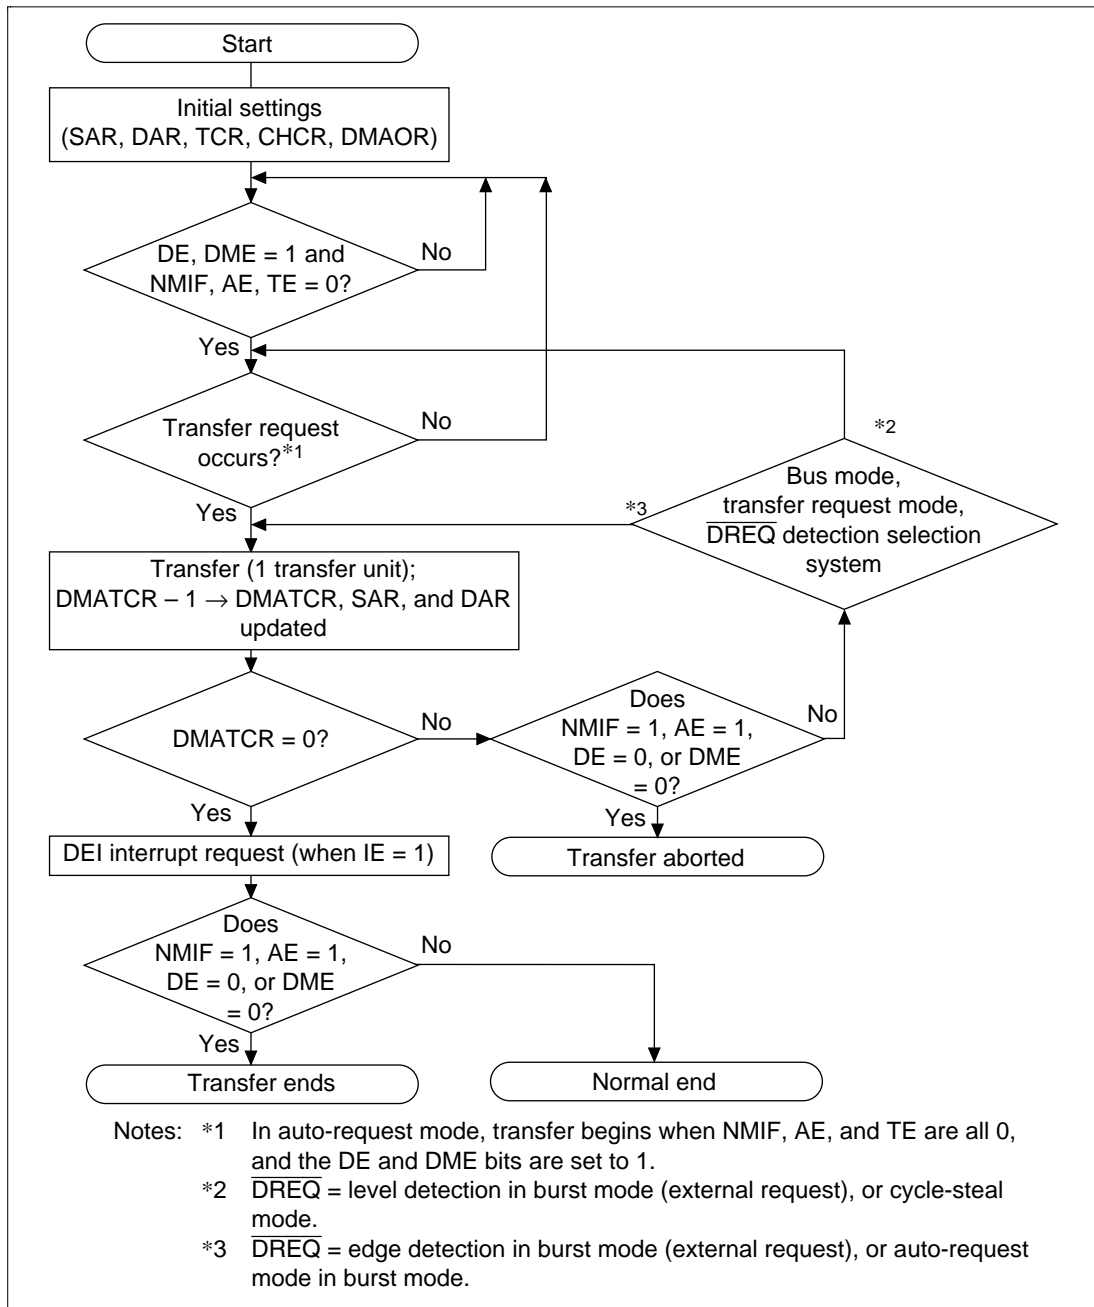 Start
Initial settings
(SAR, DAR, TCR, CHCR, DMAOR)
DE, DME = 1 and
NMIF, AE, TE = 0?
No
Yes
Transfer request
occurs?*1
No
Yes
*2
Bus mode,
transfer request mode,
DREQ detection selection
system
*3
Transfer (1 transfer unit);
DMATCR – 1 → DMATCR, SAR, and DAR
updated
DMATCR = 0?
No
Does
NMIF = 1, AE = 1,
DE = 0, or DME
= 0?
No
Yes
Yes
DEI interrupt request (when IE = 1)
Transfer aborted
Does
NMIF = 1, AE = 1,
DE = 0, or DME
= 0?
No
Yes
Transfer ends
Normal end
Notes: *1 In auto-request mode, transfer begins when NMIF, AE, and TE are all 0,
and the DE and DME bits are set to 1.
*2 DREQ = level detection in burst mode (external request), or cycle-steal
mode.
*3 DREQ = edge detection in burst mode (external request), or auto-request
mode in burst mode.